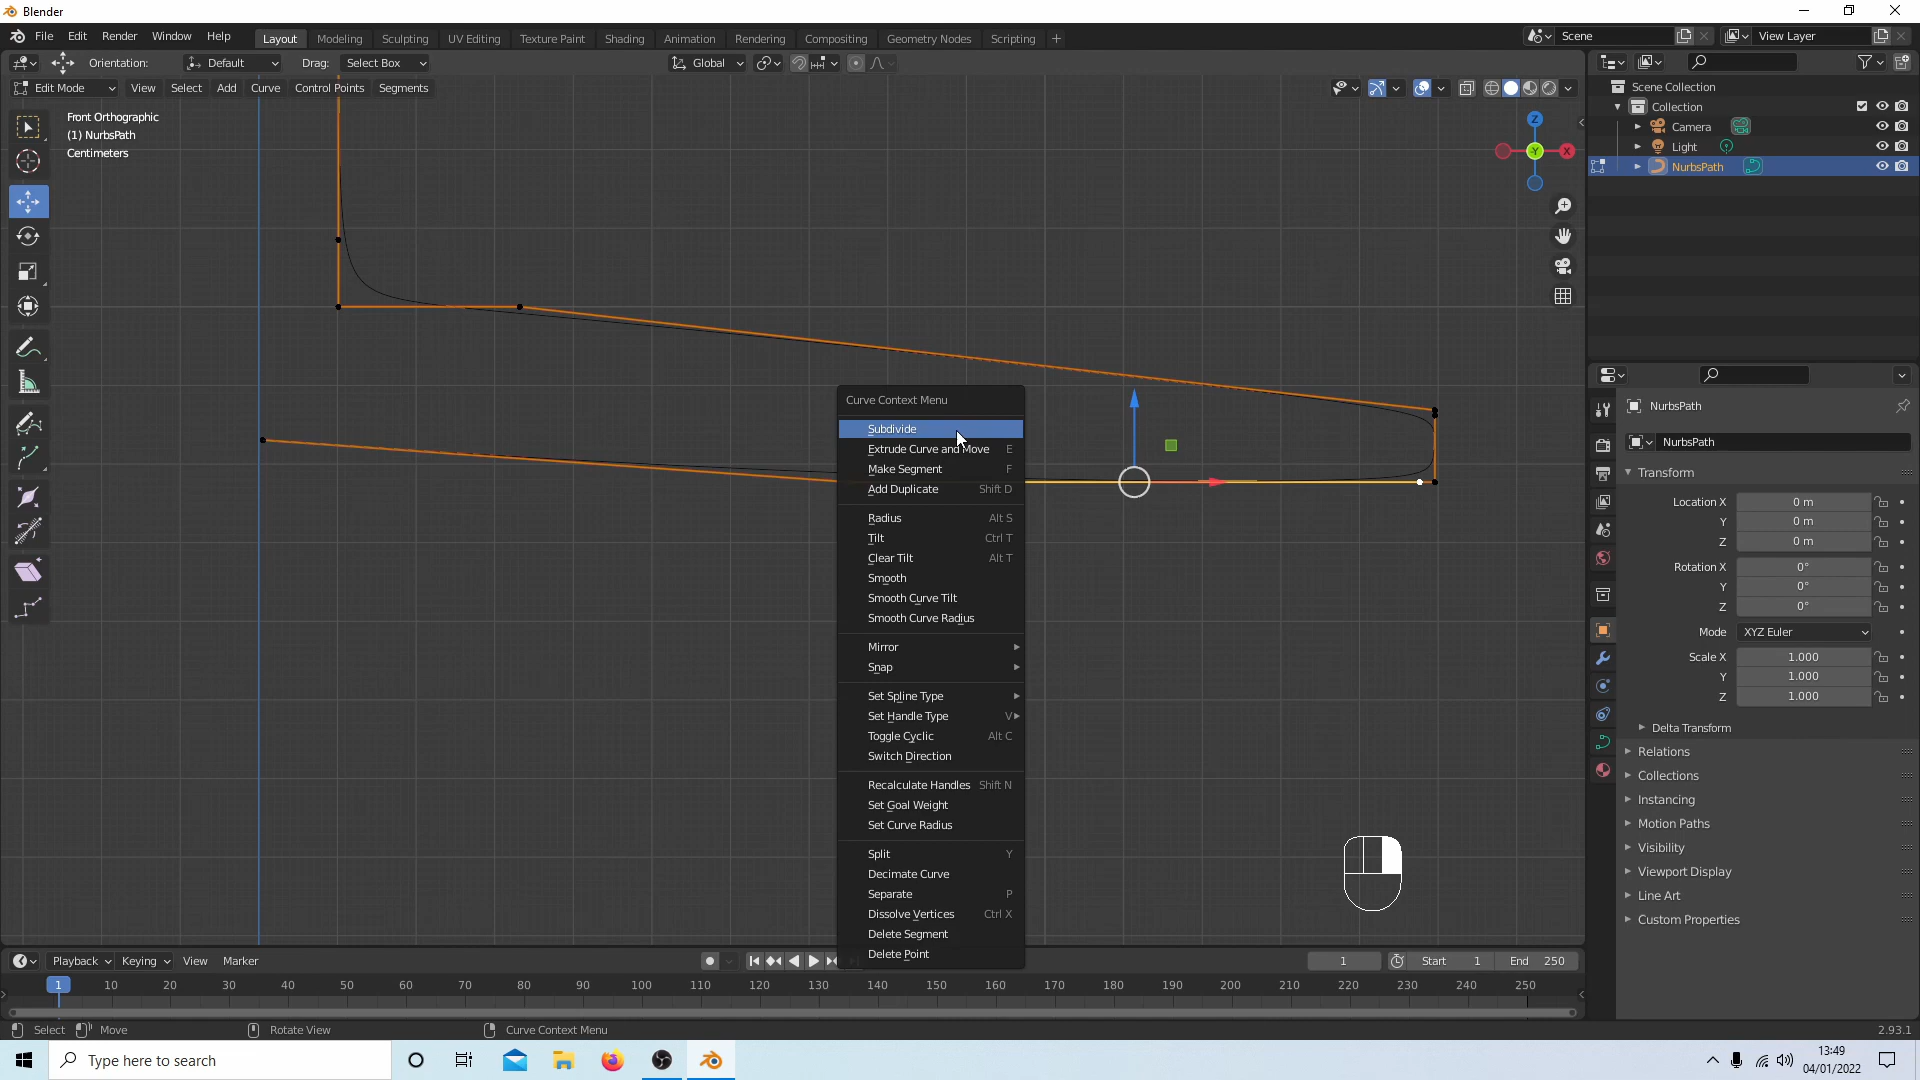 Blender
File Edit Render Window Help Layout Modeling Sculpting UV Editing Texture Paint Shading Animation Rendering Compositing Geometry Nodes Scripting + Scene View Layer
Orientation: Default Drag: Select Box Global
Edit Mode View Select Add Curve Control Points Segments
Front Orthographic
(1) NurbsPath
Centimeters
Z
Y
X
Scene Collection
Collection
Camera
Light
NurbsPath
Curve Context Menu
Subdivide
Extrude Curve and Move E
Make Segment F
Add Duplicate Shift D
Radius Alt S
Tilt Ctrl T
Clear Tilt Alt T
Smooth
Smooth Curve Tilt
Smooth Curve Radius
Mirror
Snap
Set Spline Type
Set Handle Type V
Toggle Cyclic Alt C
Switch Direction
Recalculate Handles Shift N
Set Goal Weight
Set Curve Radius
Split Y
Decimate Curve
Separate P
Dissolve Vertices Ctrl X
Delete Segment
Delete Point
NurbsPath
NurbsPath
Transform
Location X 0 m
Y 0 m
Z 0 m
Rotation X 0°
Y 0°
Z 0°
Mode XYZ Euler
Scale X 1.000
Y 1.000
Z 1.000
Delta Transform
Relations
Collections
Instancing
Motion Paths
Visibility
Viewport Display
Line Art
Custom Properties
Playback Keying View Marker 1 Start 1 End 250
1 10 20 30 40 50 60 70 80 90 100 110 120 130 140 150 160 170 180 190 200 210 220 230 240 250
Select Move Rotate View Curve Context Menu 2.93.1
Type here to search
13:49
04/01/2022